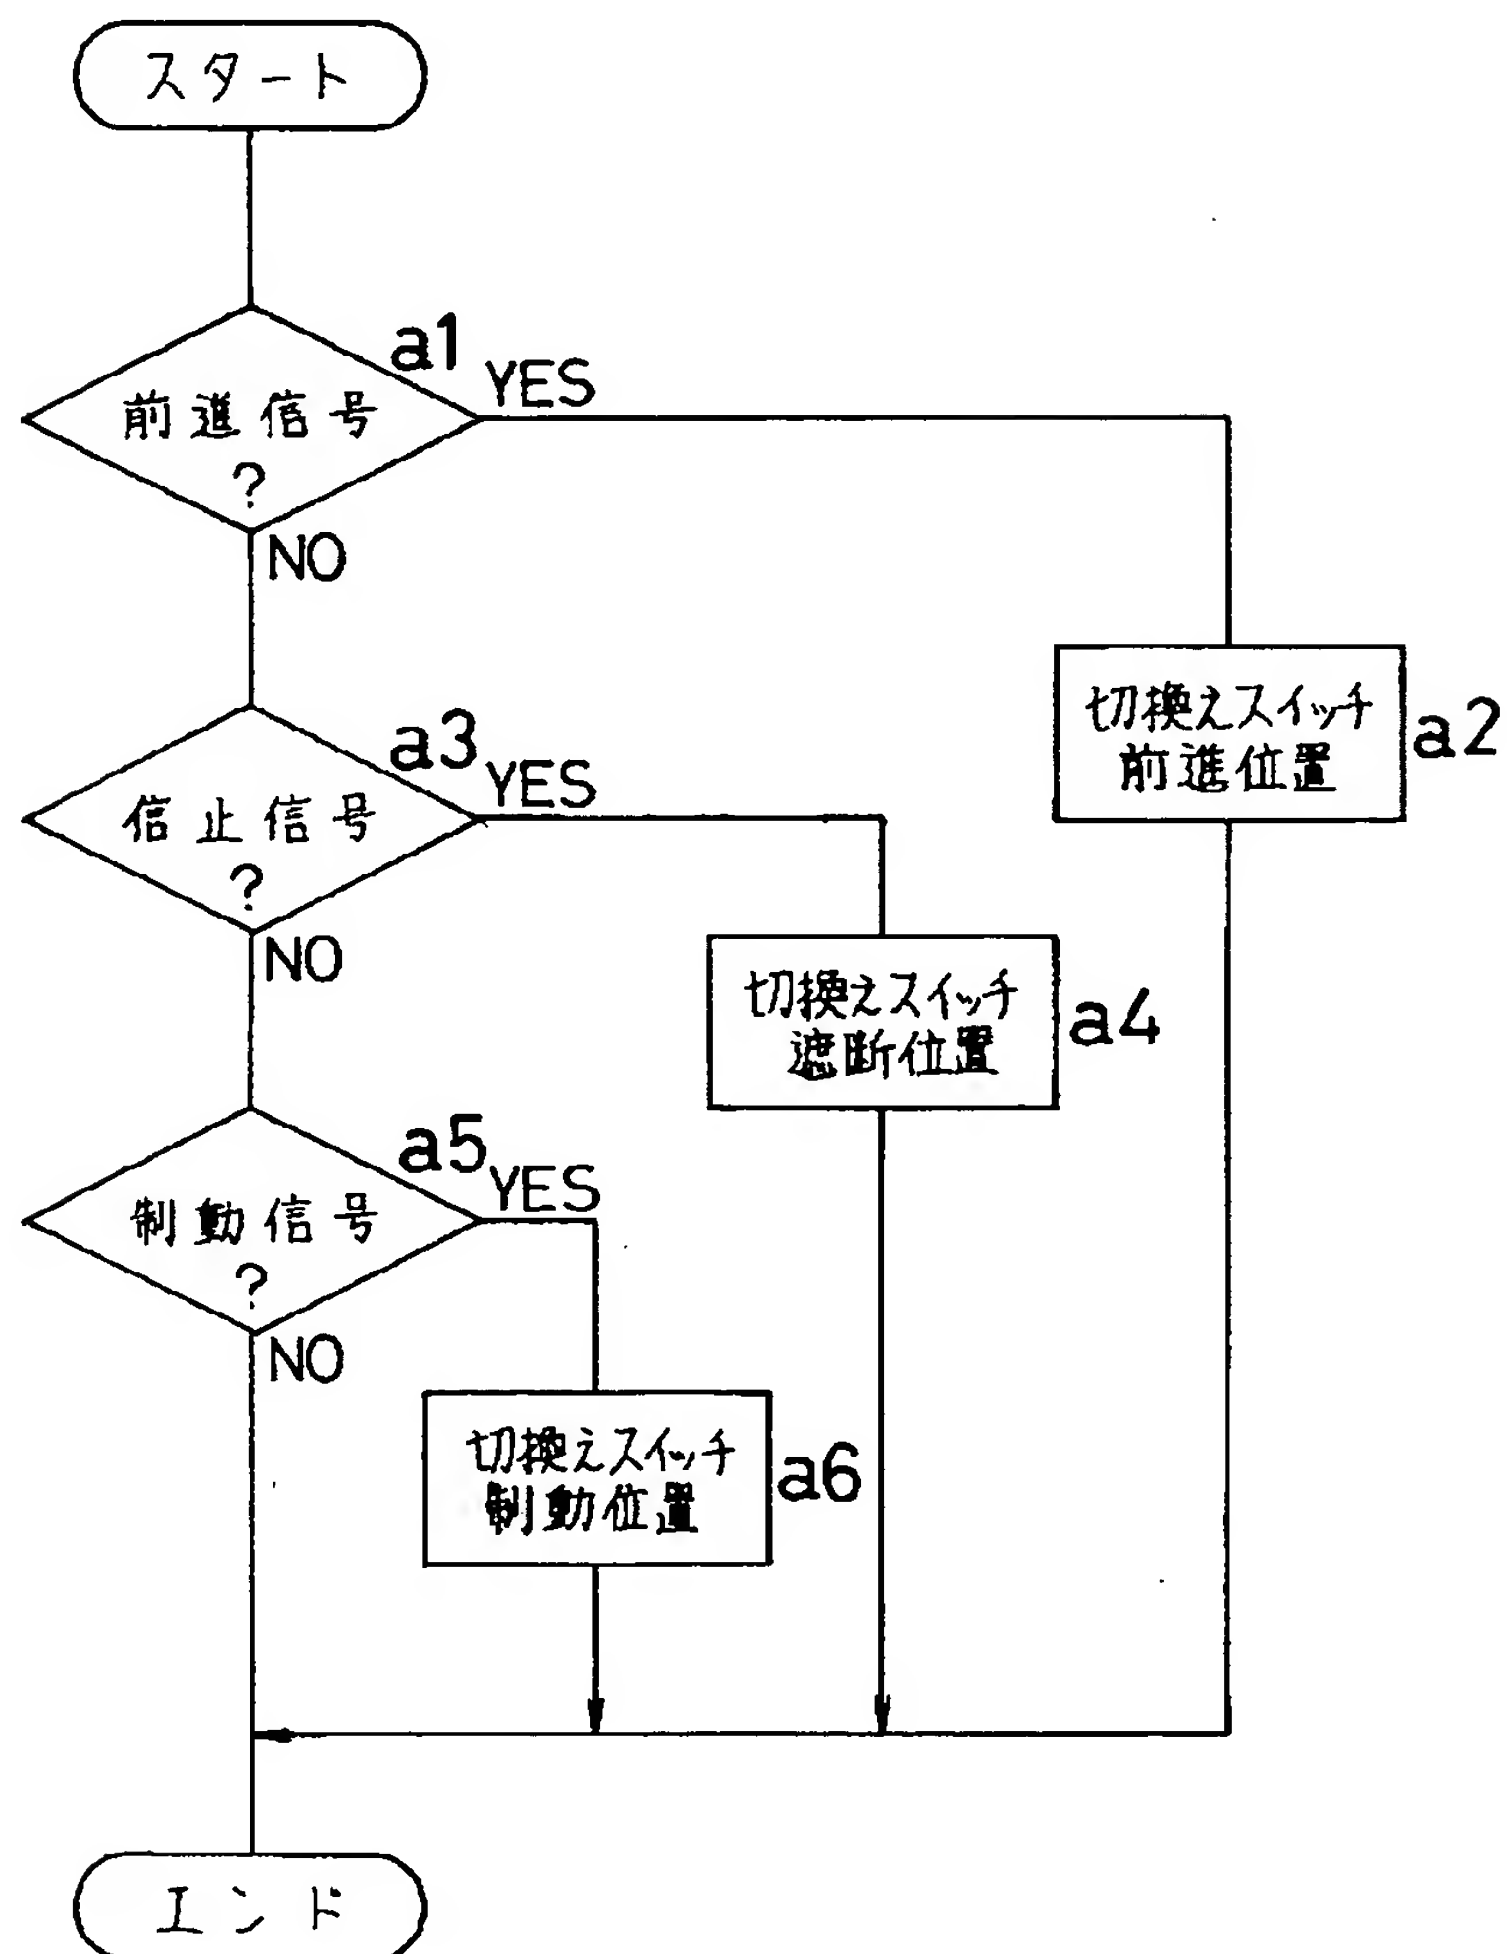 スタート
a1
YES
前進信号
?
NO
切換えスイッチ
前進位置
a2
a3
YES
信止信号
?
NO
切換えスイッチ
遮断位置
a4
a5
YES
制動信号
?
NO
切換えスイッチ
制動位置
a6
エンド